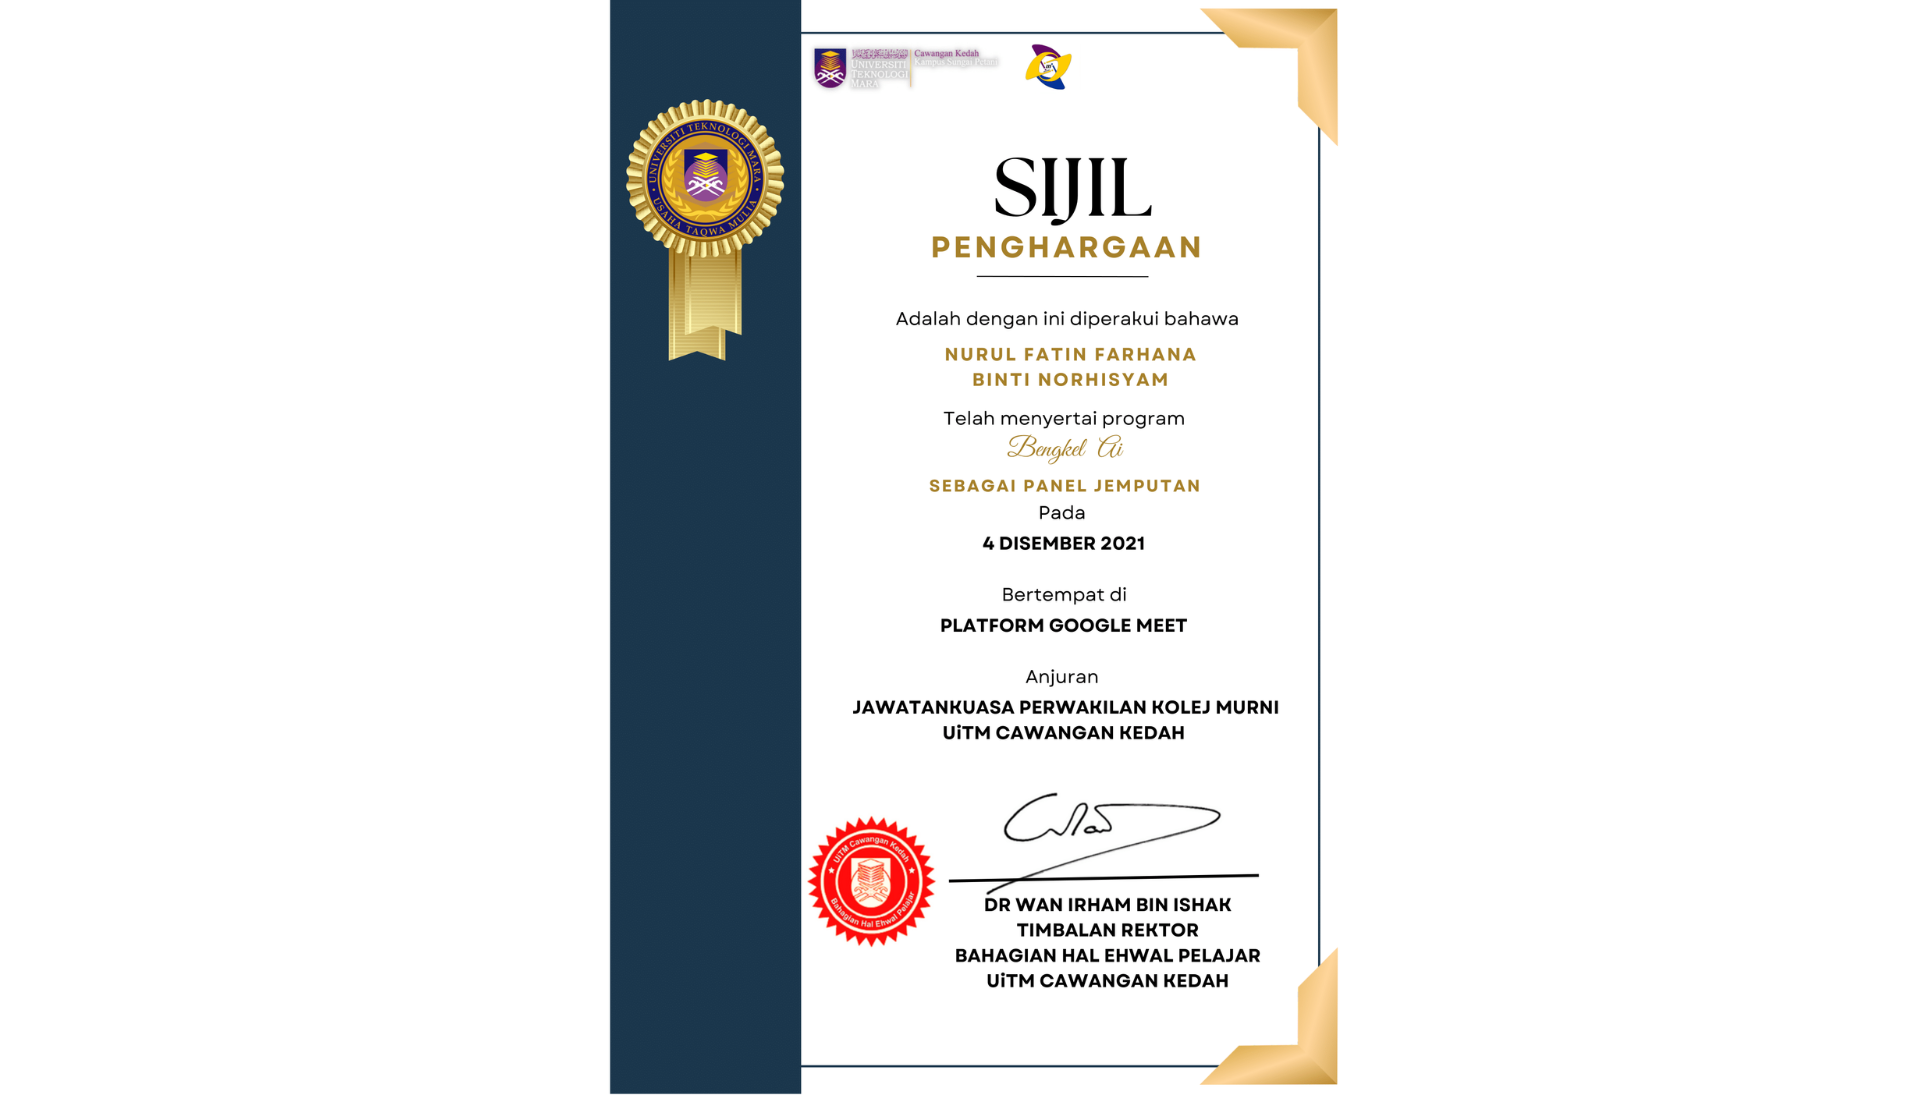 UNIVERSITI
TEKNOLOGI
MARA
Cawangan Kedah
Kampus Sungai Petani
UNIVERSITI TEKNOLOGI MARA
USAHA TAQWA MULIA
SIJIL
PENGHARGAAN
Adalah dengan ini diperakui bahawa
NURUL FATIN FARHANA
BINTI NORHISYAM
Telah menyertai program
Bengkel Ai
SEBAGAI PANEL JEMPUTAN
Pada
4 DISEMBER 2021
Bertempat di
PLATFORM GOOGLE MEET
Anjuran
JAWATANKUASA PERWAKILAN KOLEJ MURNI
UiTM CAWANGAN KEDAH
UiTM Cawangan Kedah
Bahagian Hal Ehwal Pelajar
DR WAN IRHAM BIN ISHAK
TIMBALAN REKTOR
BAHAGIAN HAL EHWAL PELAJAR
UiTM CAWANGAN KEDAH